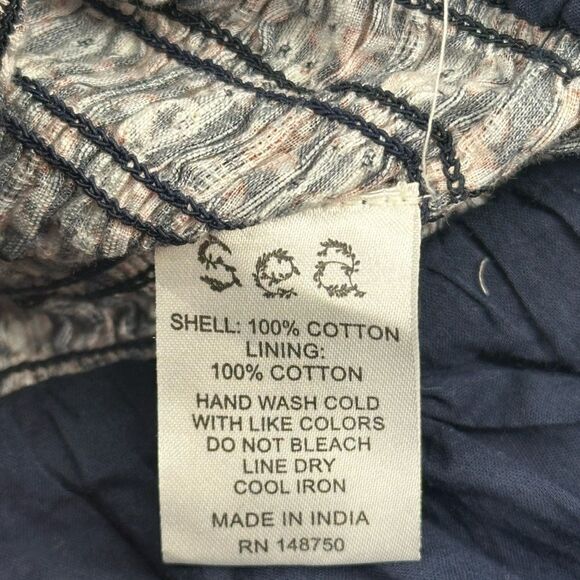 Sea
SHELL: 100% COTTON
LINING:
100% COTTON
HAND WASH COLD
WITH LIKE COLORS
DO NOT BLEACH
LINE DRY
COOL IRON
MADE IN INDIA
RN 148750